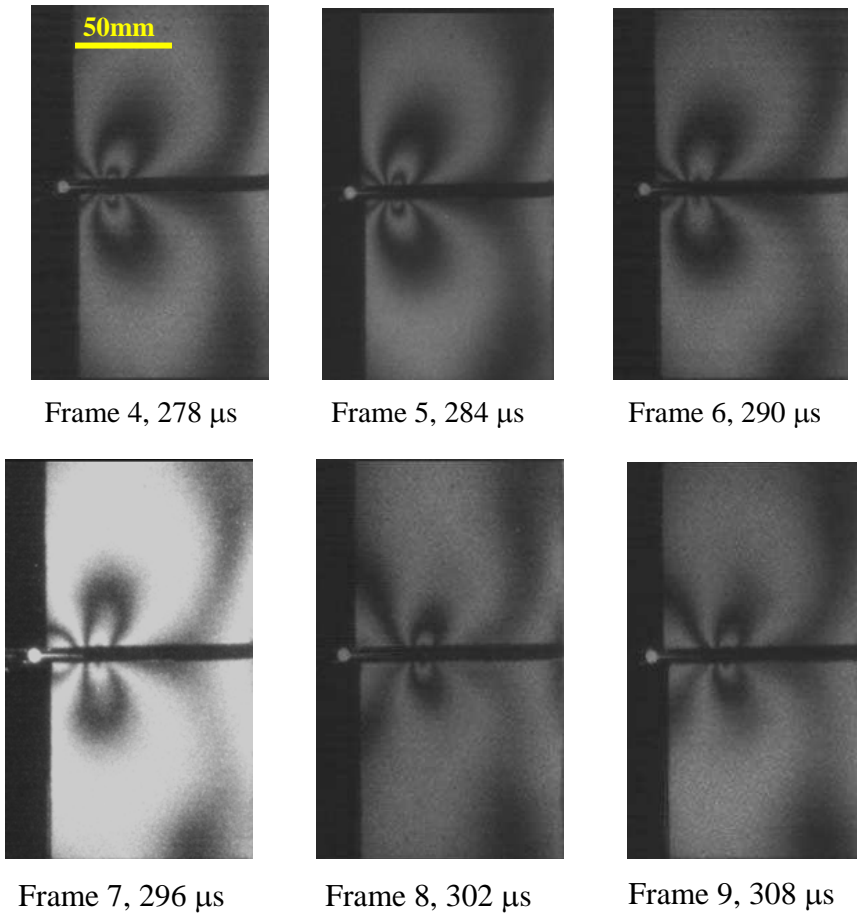 50mm
Frame 4, 278 μs
Frame 5, 284 μs
Frame 6, 290 μs
Frame 7, 296 μs
Frame 8, 302 μs
Frame 9, 308 μs